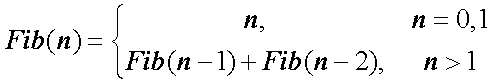 Fib(n) = { n, n = 0,1
Fib(n−1) + Fib(n−2), n > 1